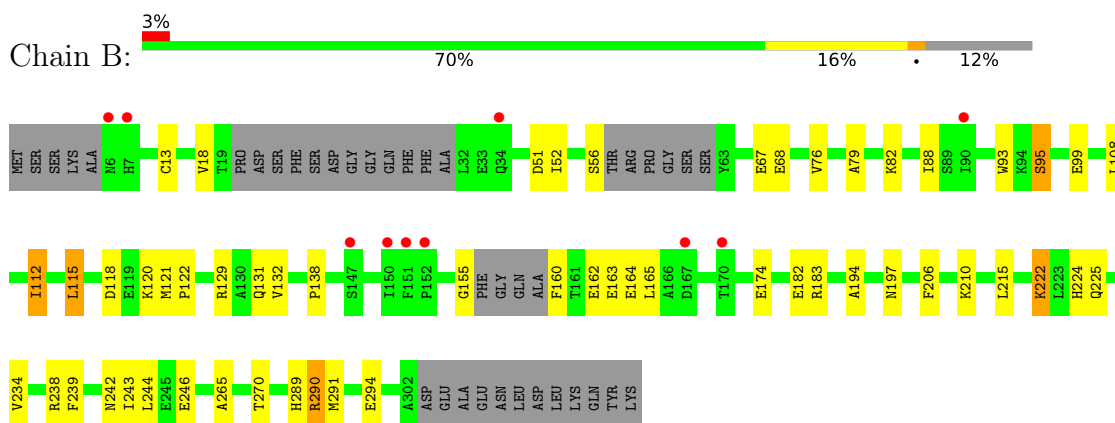 3%
Chain B:
70% 16% • 12%
MET SER SER LYS ALA N6 H7 C13 V18 T19 PRO ASP SER PHE SER ASP GLY GLY GLN PHE PHE ALA L32 E33 Q34 D51 I52 S56 THR ARG PRO GLY SER SER Y63 E67 E68 V76 A79 K82 I88 S89 I90 W93 K94 S95 E99 L108
I112 L115 D118 E119 K120 M121 P122 R129 A130 Q131 V132 P138 S147 I150 F151 P152 G155 PHE GLY GLN ALA F160 T161 E162 E163 E164 L165 A166 D167 T170 E174 E182 R183 A194 N197 F206 K210 L215 K222 L223 H224 Q225
V234 R238 F239 N242 I243 L244 E245 E246 A265 T270 H289 R290 M291 E294 A302 ASP GLU ALA GLU ASN LEU ASP LEU LYS GLN TYR LYS